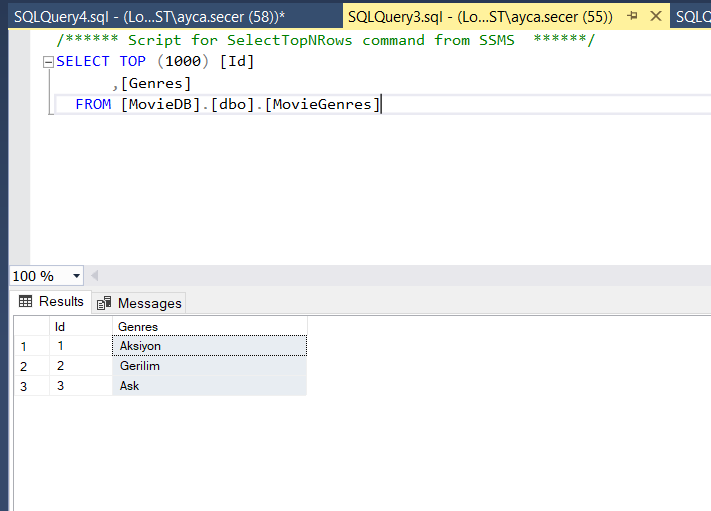 SQLQuery4.sql - (Lo...ST\ayca.secer (58))* SQLQuery3.sql - (Lo...ST\ayca.secer (55)) SQLQ
/****** Script for SelectTopNRows command from SSMS  ******/
SELECT TOP (1000) [Id]
,[Genres]
FROM [MovieDB].[dbo].[MovieGenres]
100 %
Results Messages
Id Genres
1 1 Aksiyon
2 2 Gerilim
3 3 Ask